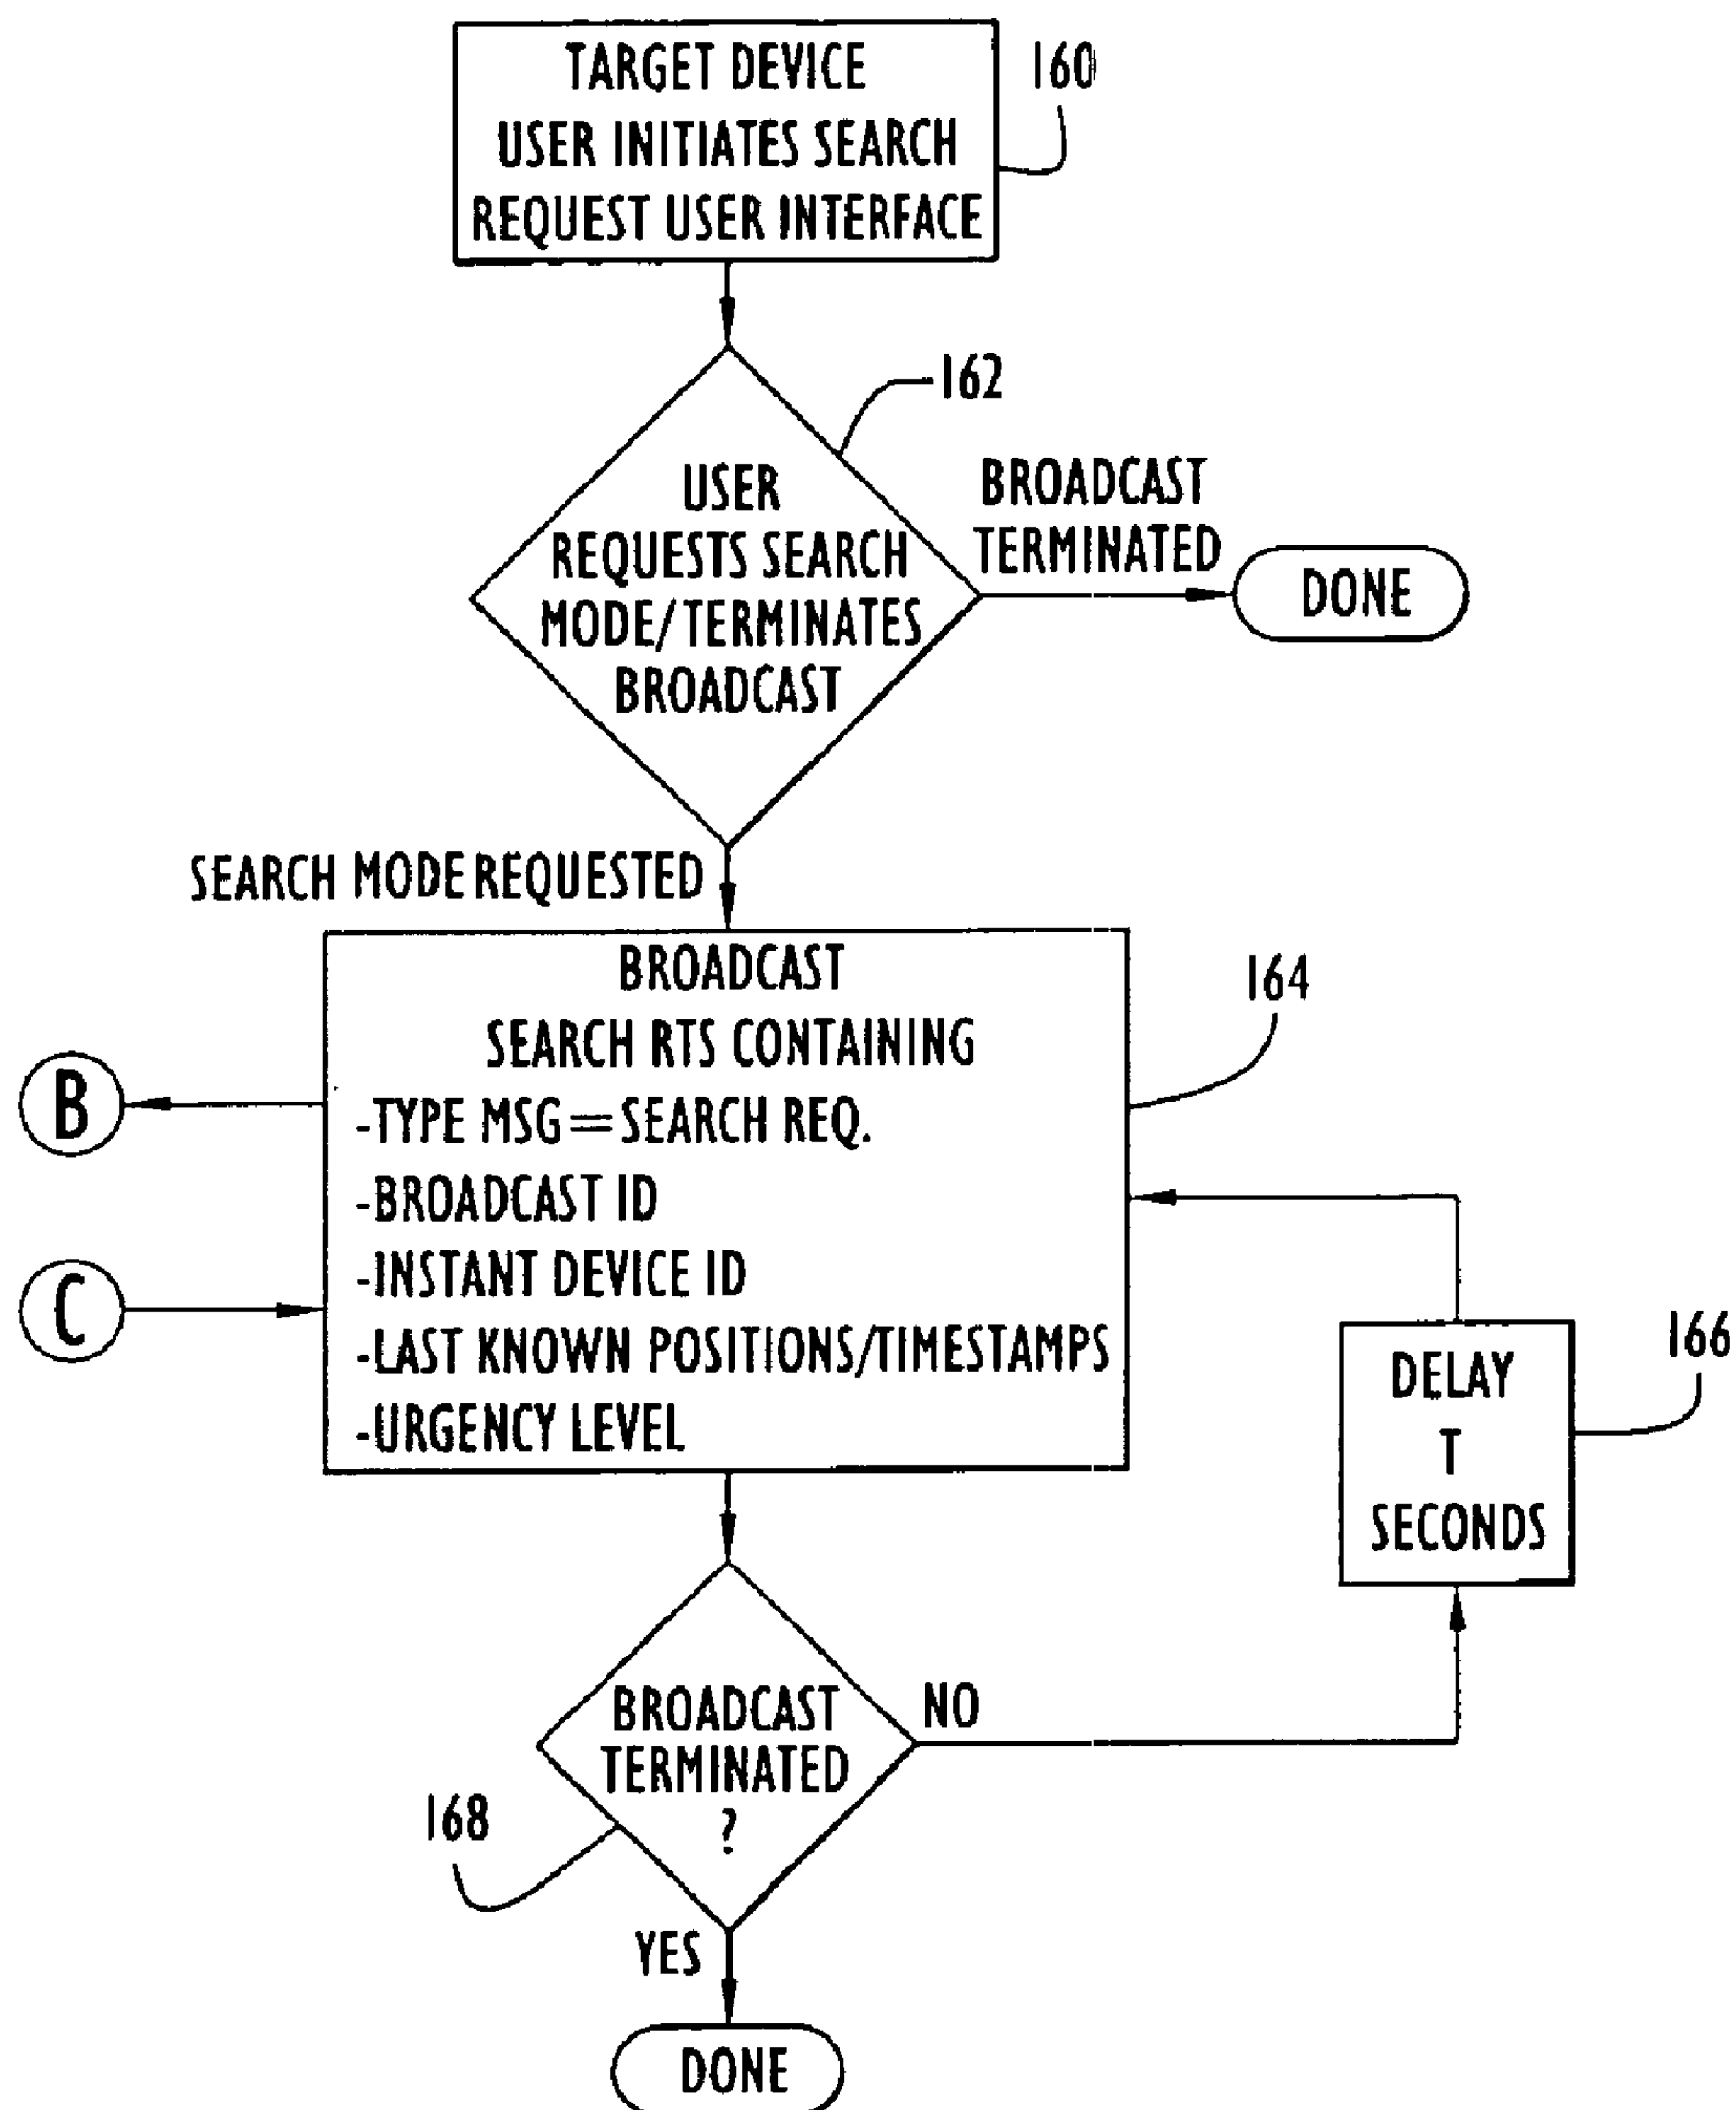 TARGET DEVICE
USER INITIATES SEARCH
REQUEST USER INTERFACE
160
162
USER
REQUESTS SEARCH
MODE/TERMINATES
BROADCAST
BROADCAST
TERMINATED
DONE
SEARCH MODE REQUESTED
BROADCAST
SEARCH RTS CONTAINING
-TYPE MSG=SEARCH REQ.
-BROADCAST ID
-INSTANT DEVICE ID
-LAST KNOWN POSITIONS/TIMESTAMPS
-URGENCY LEVEL
164
B
C
166
DELAY
T
SECONDS
BROADCAST
TERMINATED
?
NO
168
YES
DONE